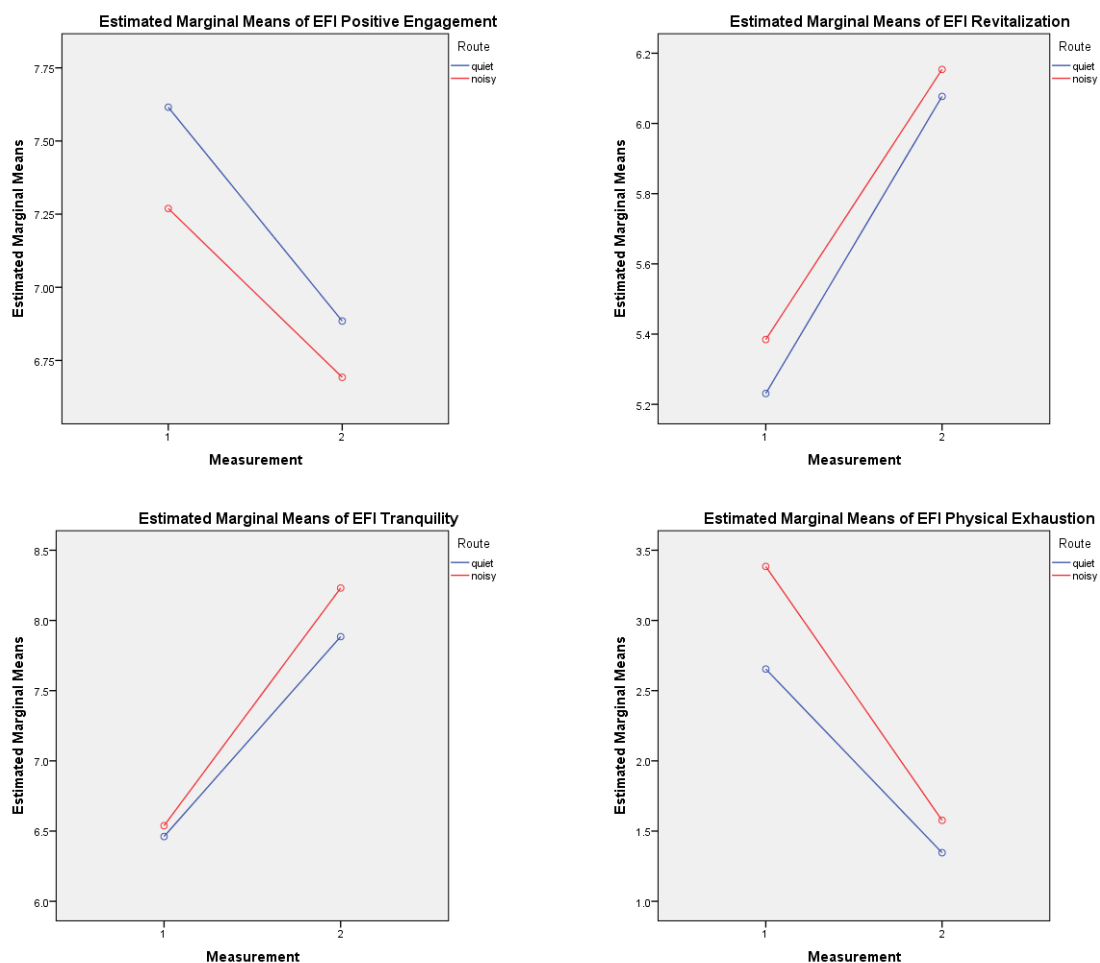 Estimated Marginal Means of EFI Positive Engagement
Route
quiet
noisy
Estimated Marginal Means
7.75
7.50
7.25
7.00
6.75
1
2
Measurement
Estimated Marginal Means of EFI Revitalization
Route
quiet
noisy
Estimated Marginal Means
6.2
6.0
5.8
5.6
5.4
5.2
1
2
Measurement
Estimated Marginal Means of EFI Tranquility
Route
quiet
noisy
Estimated Marginal Means
8.5
8.0
7.5
7.0
6.5
6.0
1
2
Measurement
Estimated Marginal Means of EFI Physical Exhaustion
Route
quiet
noisy
Estimated Marginal Means
3.5
3.0
2.5
2.0
1.5
1.0
1
2
Measurement